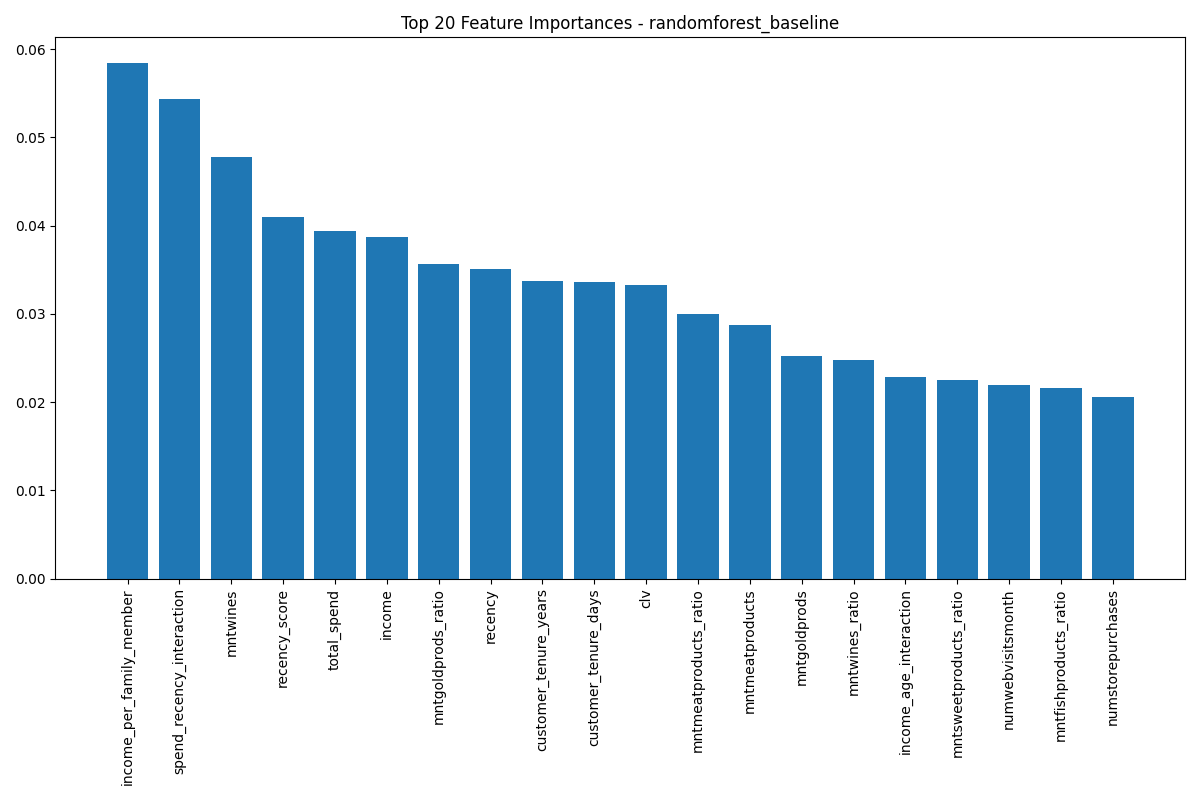 Top 20 Feature Importances - randomforest_baseline
0.06
0.05
0.04
0.03
0.02
0.01
0.00
income_per_family_member
spend_recency_interaction
mntwines
recency_score
total_spend
income
mntgoldprods_ratio
recency
customer_tenure_years
customer_tenure_days
clv
mntmeatproducts_ratio
mntmeatproducts
mntgoldprods
mntwines_ratio
income_age_interaction
mntsweetproducts_ratio
numwebvisitsmonth
mntfishproducts_ratio
numstorepurchases